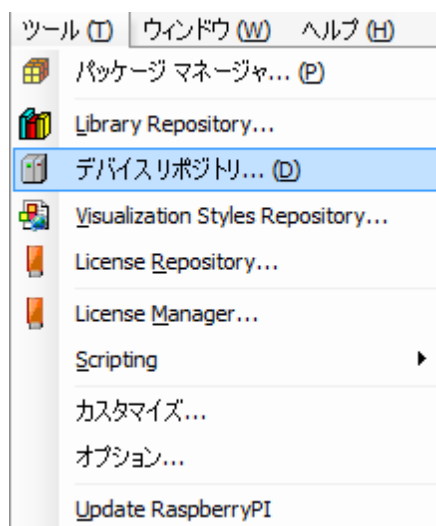 ツール (T) ウィンドウ (W) ヘルプ (H)
パッケージ マネージャ... (P)
Library Repository...
デバイス リポジトリ... (D)
Visualization Styles Repository...
License Repository...
License Manager...
Scripting
カスタマイズ...
オプション...
Update RaspberryPI